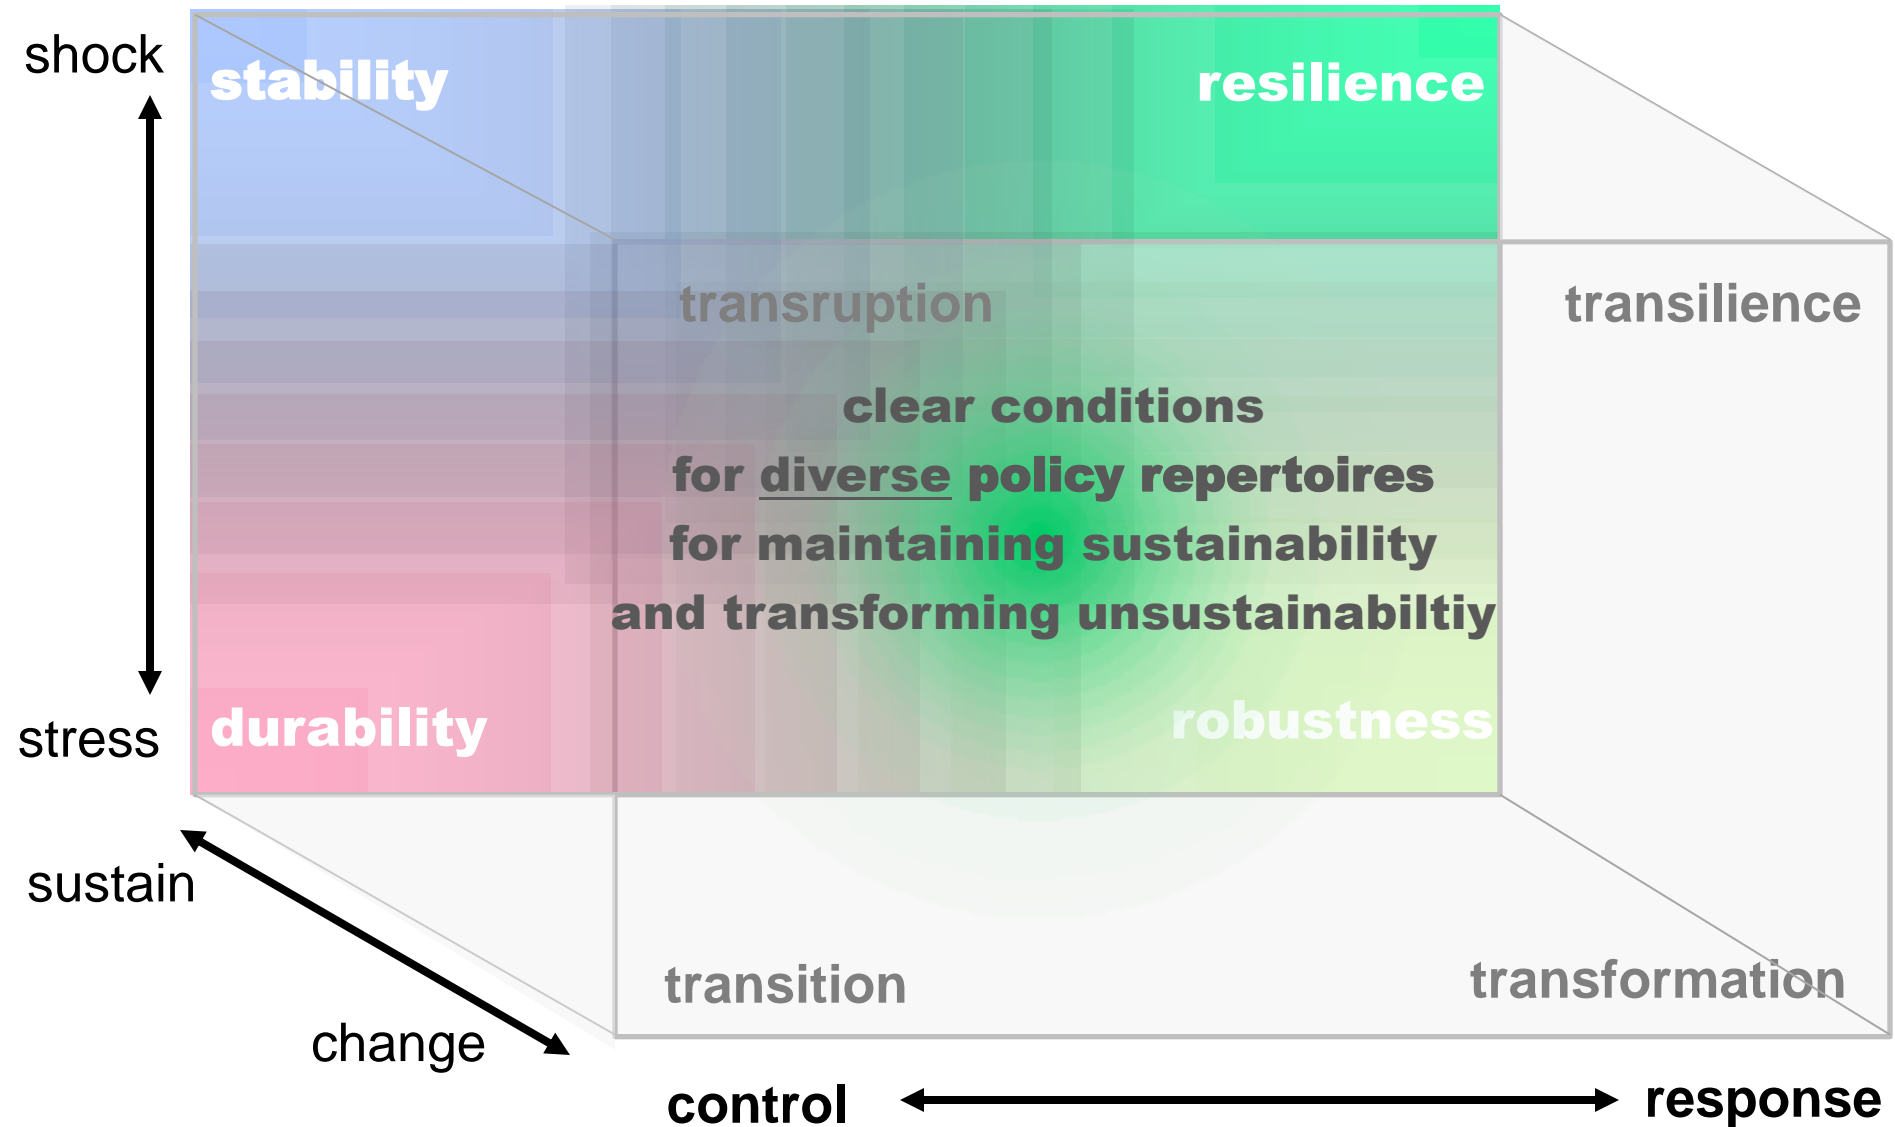 shock
stability
resilience
transruption
transilience
clear conditions
for diverse policy repertoires
for maintaining sustainability
and transforming unsustainabiltiy
durability
robustness
stress
sustain
transition
transformation
change
control
response